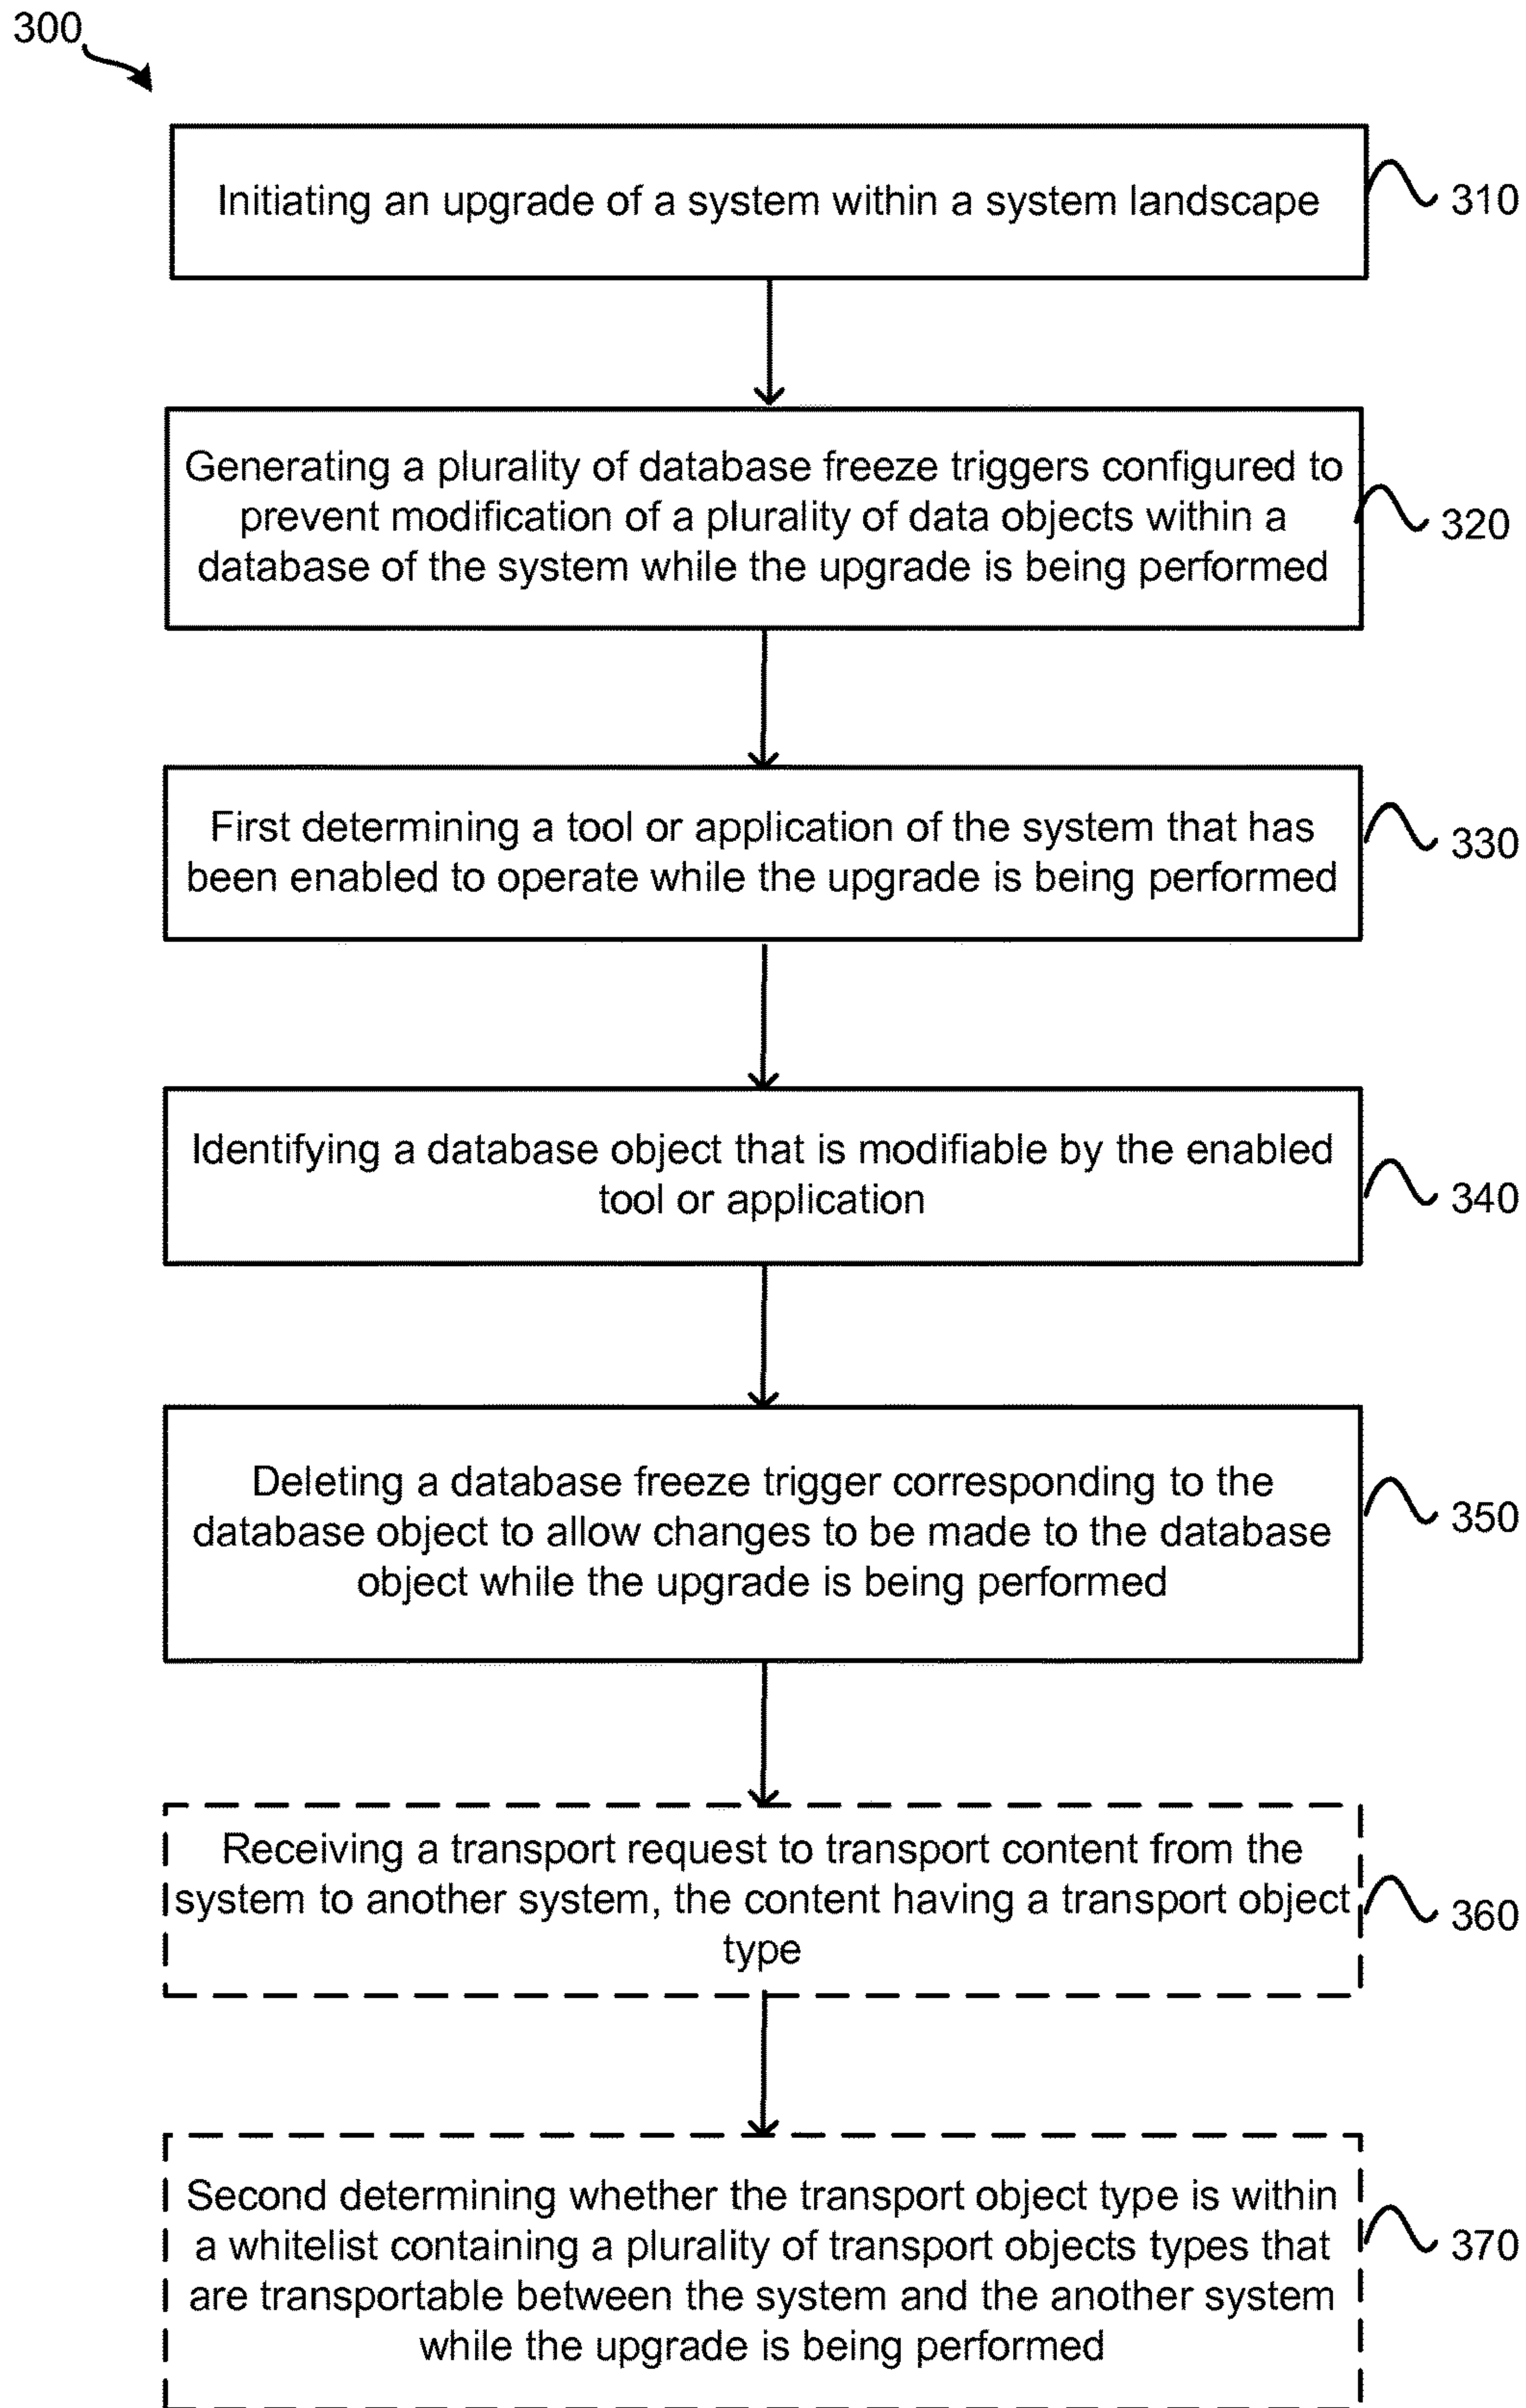 300
Initiating an upgrade of a system within a system landscape
310
Generating a plurality of database freeze triggers configured to
prevent modification of a plurality of data objects within a
database of the system while the upgrade is being performed
320
First determining a tool or application of the system that has
been enabled to operate while the upgrade is being performed
330
Identifying a database object that is modifiable by the enabled
tool or application
340
Deleting a database freeze trigger corresponding to the
database object to allow changes to be made to the database
object while the upgrade is being performed
350
Receiving a transport request to transport content from the
system to another system, the content having a transport object
type
360
Second determining whether the transport object type is within
a whitelist containing a plurality of transport objects types that
are transportable between the system and the another system
while the upgrade is being performed
370